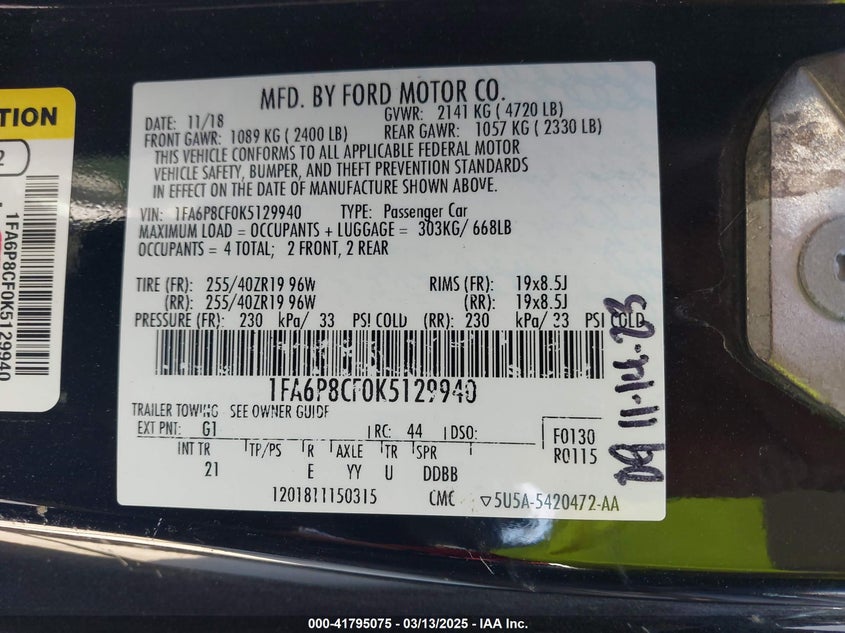 TION
2
1FA6P8CF0K5129940
MFD. BY FORD MOTOR CO.
DATE: 11/18 GVWR: 2141 KG ( 4720 LB)
FRONT GAWR: 1089 KG ( 2400 LB) REAR GAWR: 1057 KG ( 2330 LB)
THIS VEHICLE CONFORMS TO ALL APPLICABLE FEDERAL MOTOR
VEHICLE SAFETY, BUMPER, AND THEFT PREVENTION STANDARDS
IN EFFECT ON THE DATE OF MANUFACTURE SHOWN ABOVE.
VIN: 1FA6P8CF0K5129940 TYPE: Passenger Car
MAXIMUM LOAD = OCCUPANTS + LUGGAGE = 303KG/ 668LB
OCCUPANTS = 4 TOTAL; 2 FRONT, 2 REAR
TIRE (FR): 255/40ZR19 96W RIMS (FR): 19x8.5J
(RR): 255/40ZR19 96W (RR): 19x8.5J
PRESSURE (FR): 230 kPa/ 33 PSI COLD (RR): 230 kPa/ 33 PSI COLD
1FA6P8CF0K5129940
TRAILER TOWING: SEE OWNER GUIDE
EXT PNT: G1 RC: 44 DSO: F0130
R0115
INT TR TP/PS R AXLE TR SPR
21 E YY U DDBB
1201811150315 CMC ▽5U5A-5420472-AA
11.14.23
000-41795075 - 03/13/2025 - IAA Inc.